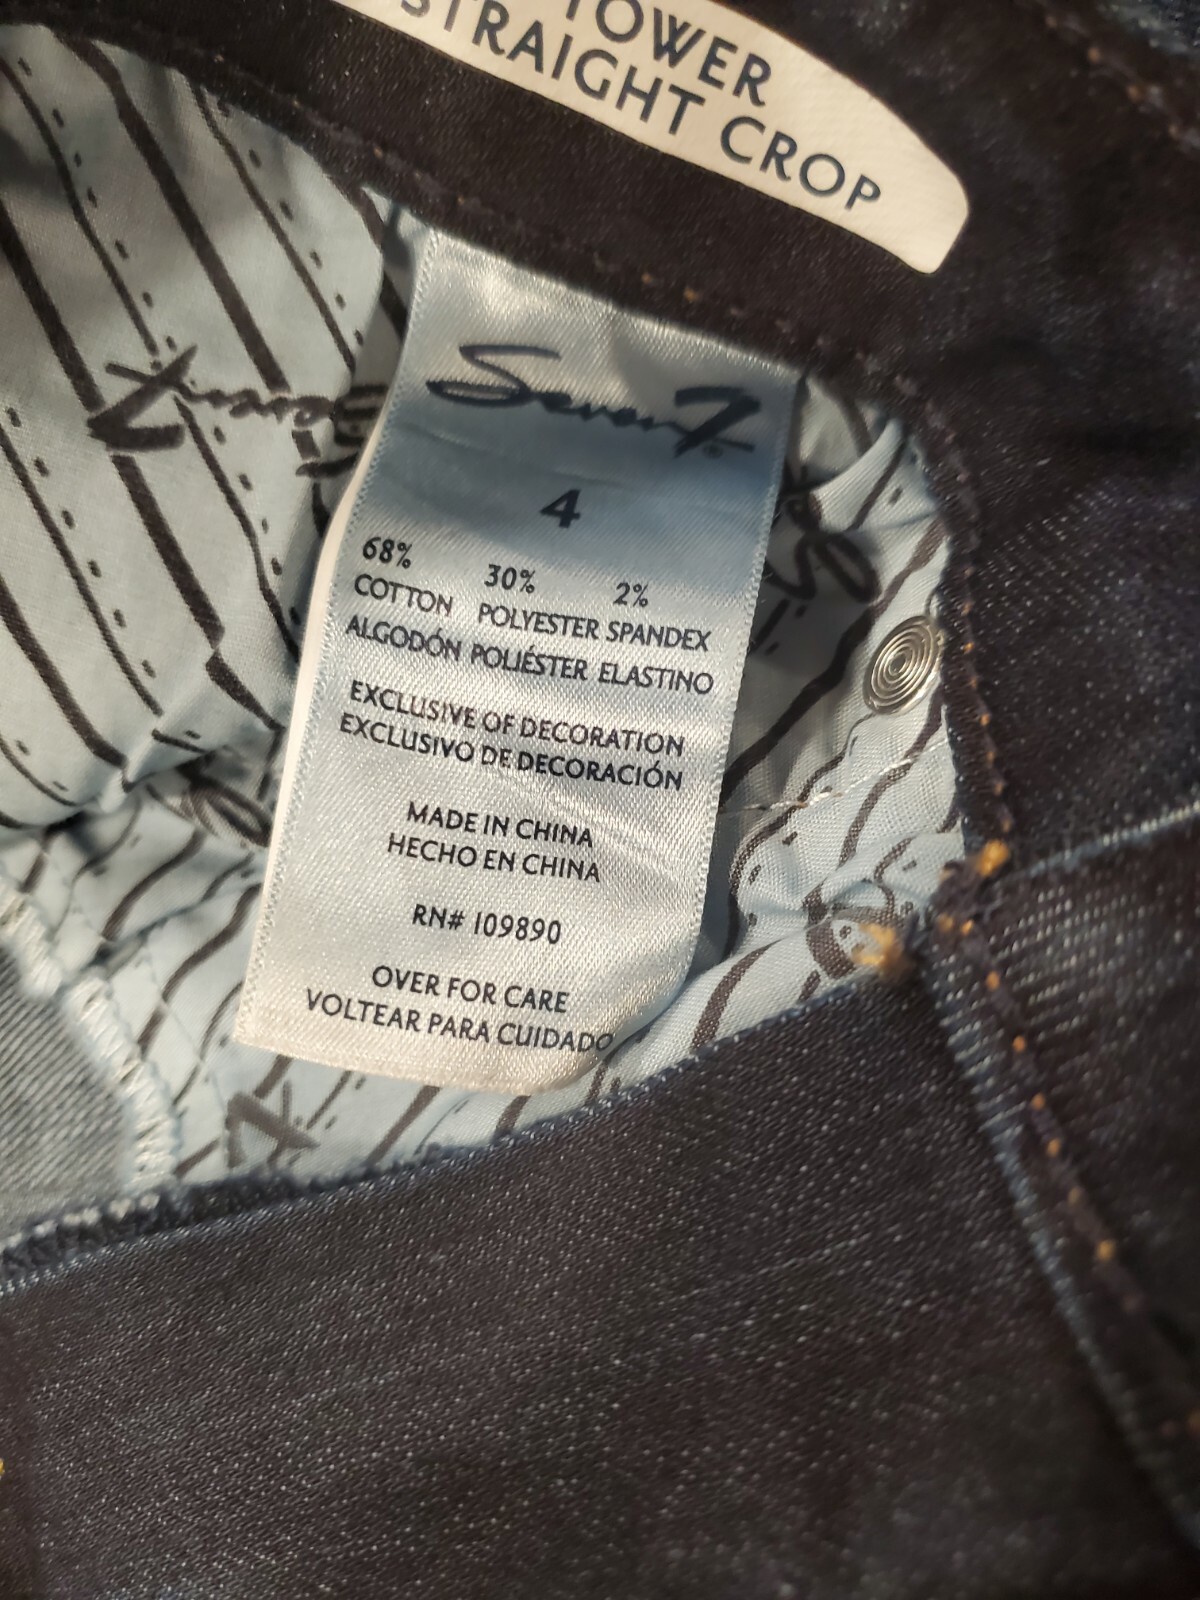 TOWER
STRAIGHT CROP
Seven7
Seven7
4
68% 30% 2%
COTTON POLYESTER SPANDEX
ALGODÓN POLIÉSTER ELASTINO
EXCLUSIVE OF DECORATION
EXCLUSIVO DE DECORACIÓN
MADE IN CHINA
HECHO EN CHINA
RN# 109890
OVER FOR CARE
VOLTEAR PARA CUIDADO